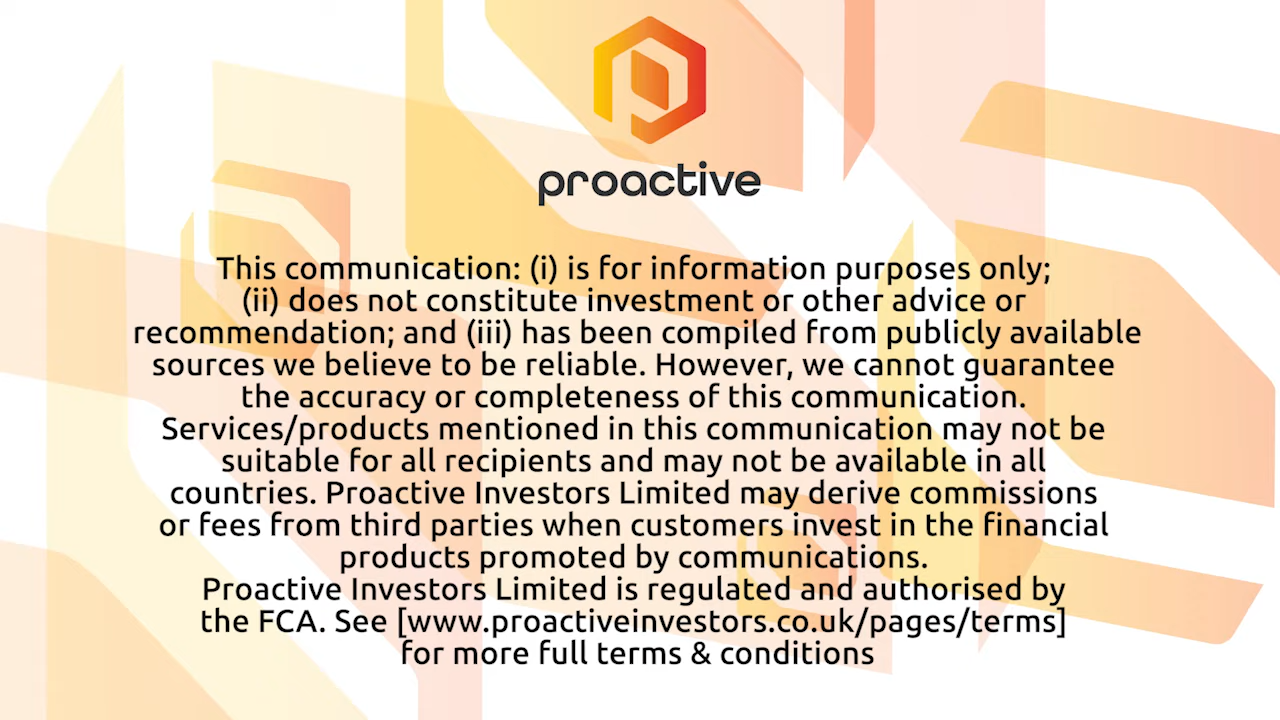 proactive
This communication: (i) is for information purposes only;
(ii) does not constitute investment or other advice or
recommendation; and (iii) has been compiled from publicly available
sources we believe to be reliable. However, we cannot guarantee
the accuracy or completeness of this communication.
Services/products mentioned in this communication may not be
suitable for all recipients and may not be available in all
countries. Proactive Investors Limited may derive commissions
or fees from third parties when customers invest in the financial
products promoted by communications.
Proactive Investors Limited is regulated and authorised by
the FCA. See [www.proactiveinvestors.co.uk/pages/terms]
for more full terms & conditions